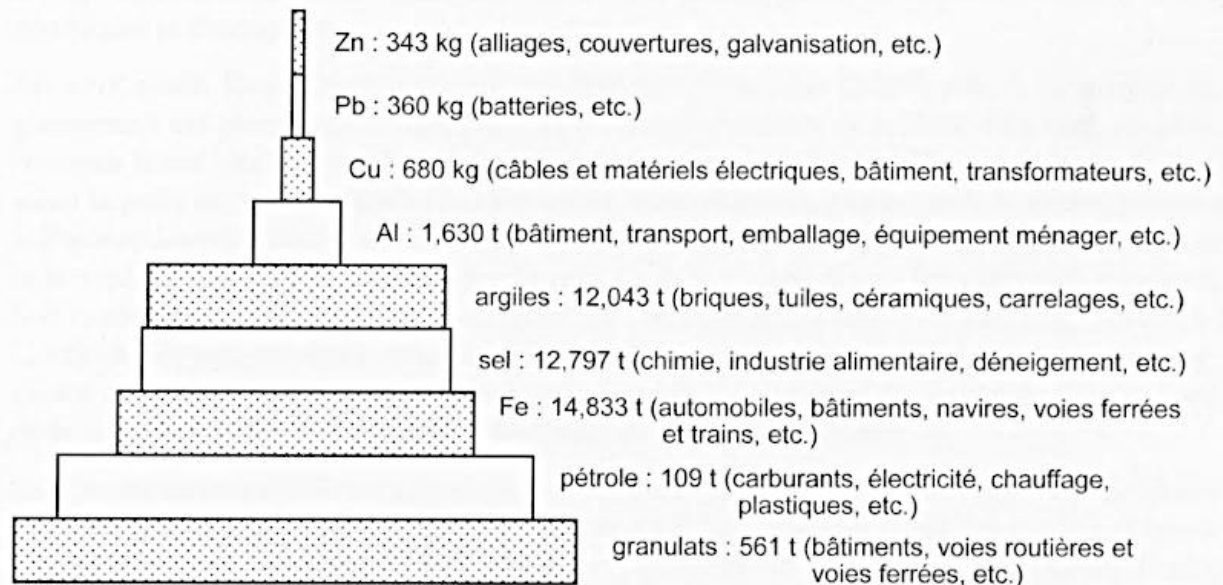 Zn : 343 kg (alliages, couvertures, galvanisation, etc.)
Pb : 360 kg (batteries, etc.)
Cu : 680 kg (câbles et matériels électriques, bâtiment, transformateurs, etc.)
Al : 1,630 t (bâtiment, transport, emballage, équipement ménager, etc.)
argiles : 12,043 t (briques, tuiles, céramiques, carrelages, etc.)
sel : 12,797 t (chimie, industrie alimentaire, déneigement, etc.)
Fe : 14,833 t (automobiles, bâtiments, navires, voies ferrées
et trains, etc.)
pétrole : 109 t (carburants, électricité, chauffage,
plastiques, etc.)
granulats : 561 t (bâtiments, voies routières et
voies ferrées, etc.)